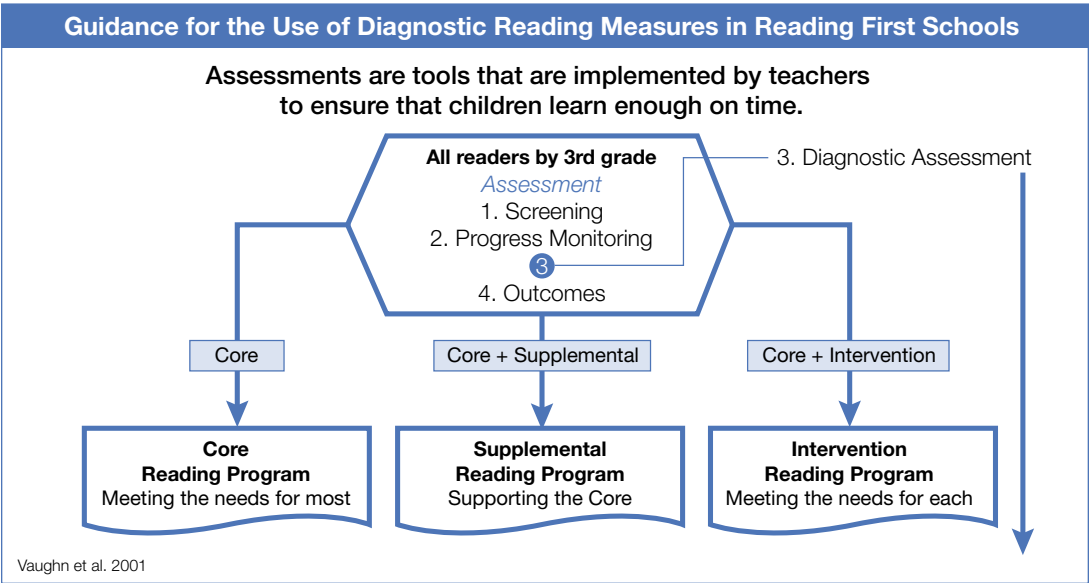 Guidance for the Use of Diagnostic Reading Measures in Reading First Schools
Assessments are tools that are implemented by teachers
to ensure that children learn enough on time.
All readers by 3rd grade
Assessment
1. Screening
2. Progress Monitoring
3
4. Outcomes
3. Diagnostic Assessment
Core
Core + Supplemental
Core + Intervention
Core
Reading Program
Meeting the needs for most
Supplemental
Reading Program
Supporting the Core
Intervention
Reading Program
Meeting the needs for each
Vaughn et al. 2001